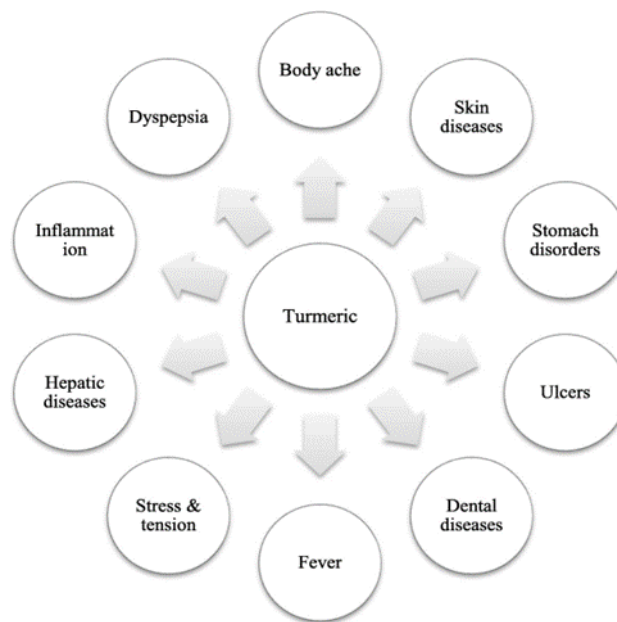 Body ache
Skin
diseases
Stomach
disorders
Ulcers
Dental
diseases
Fever
Stress &
tension
Hepatic
diseases
Inflammat
ion
Dyspepsia
Turmeric